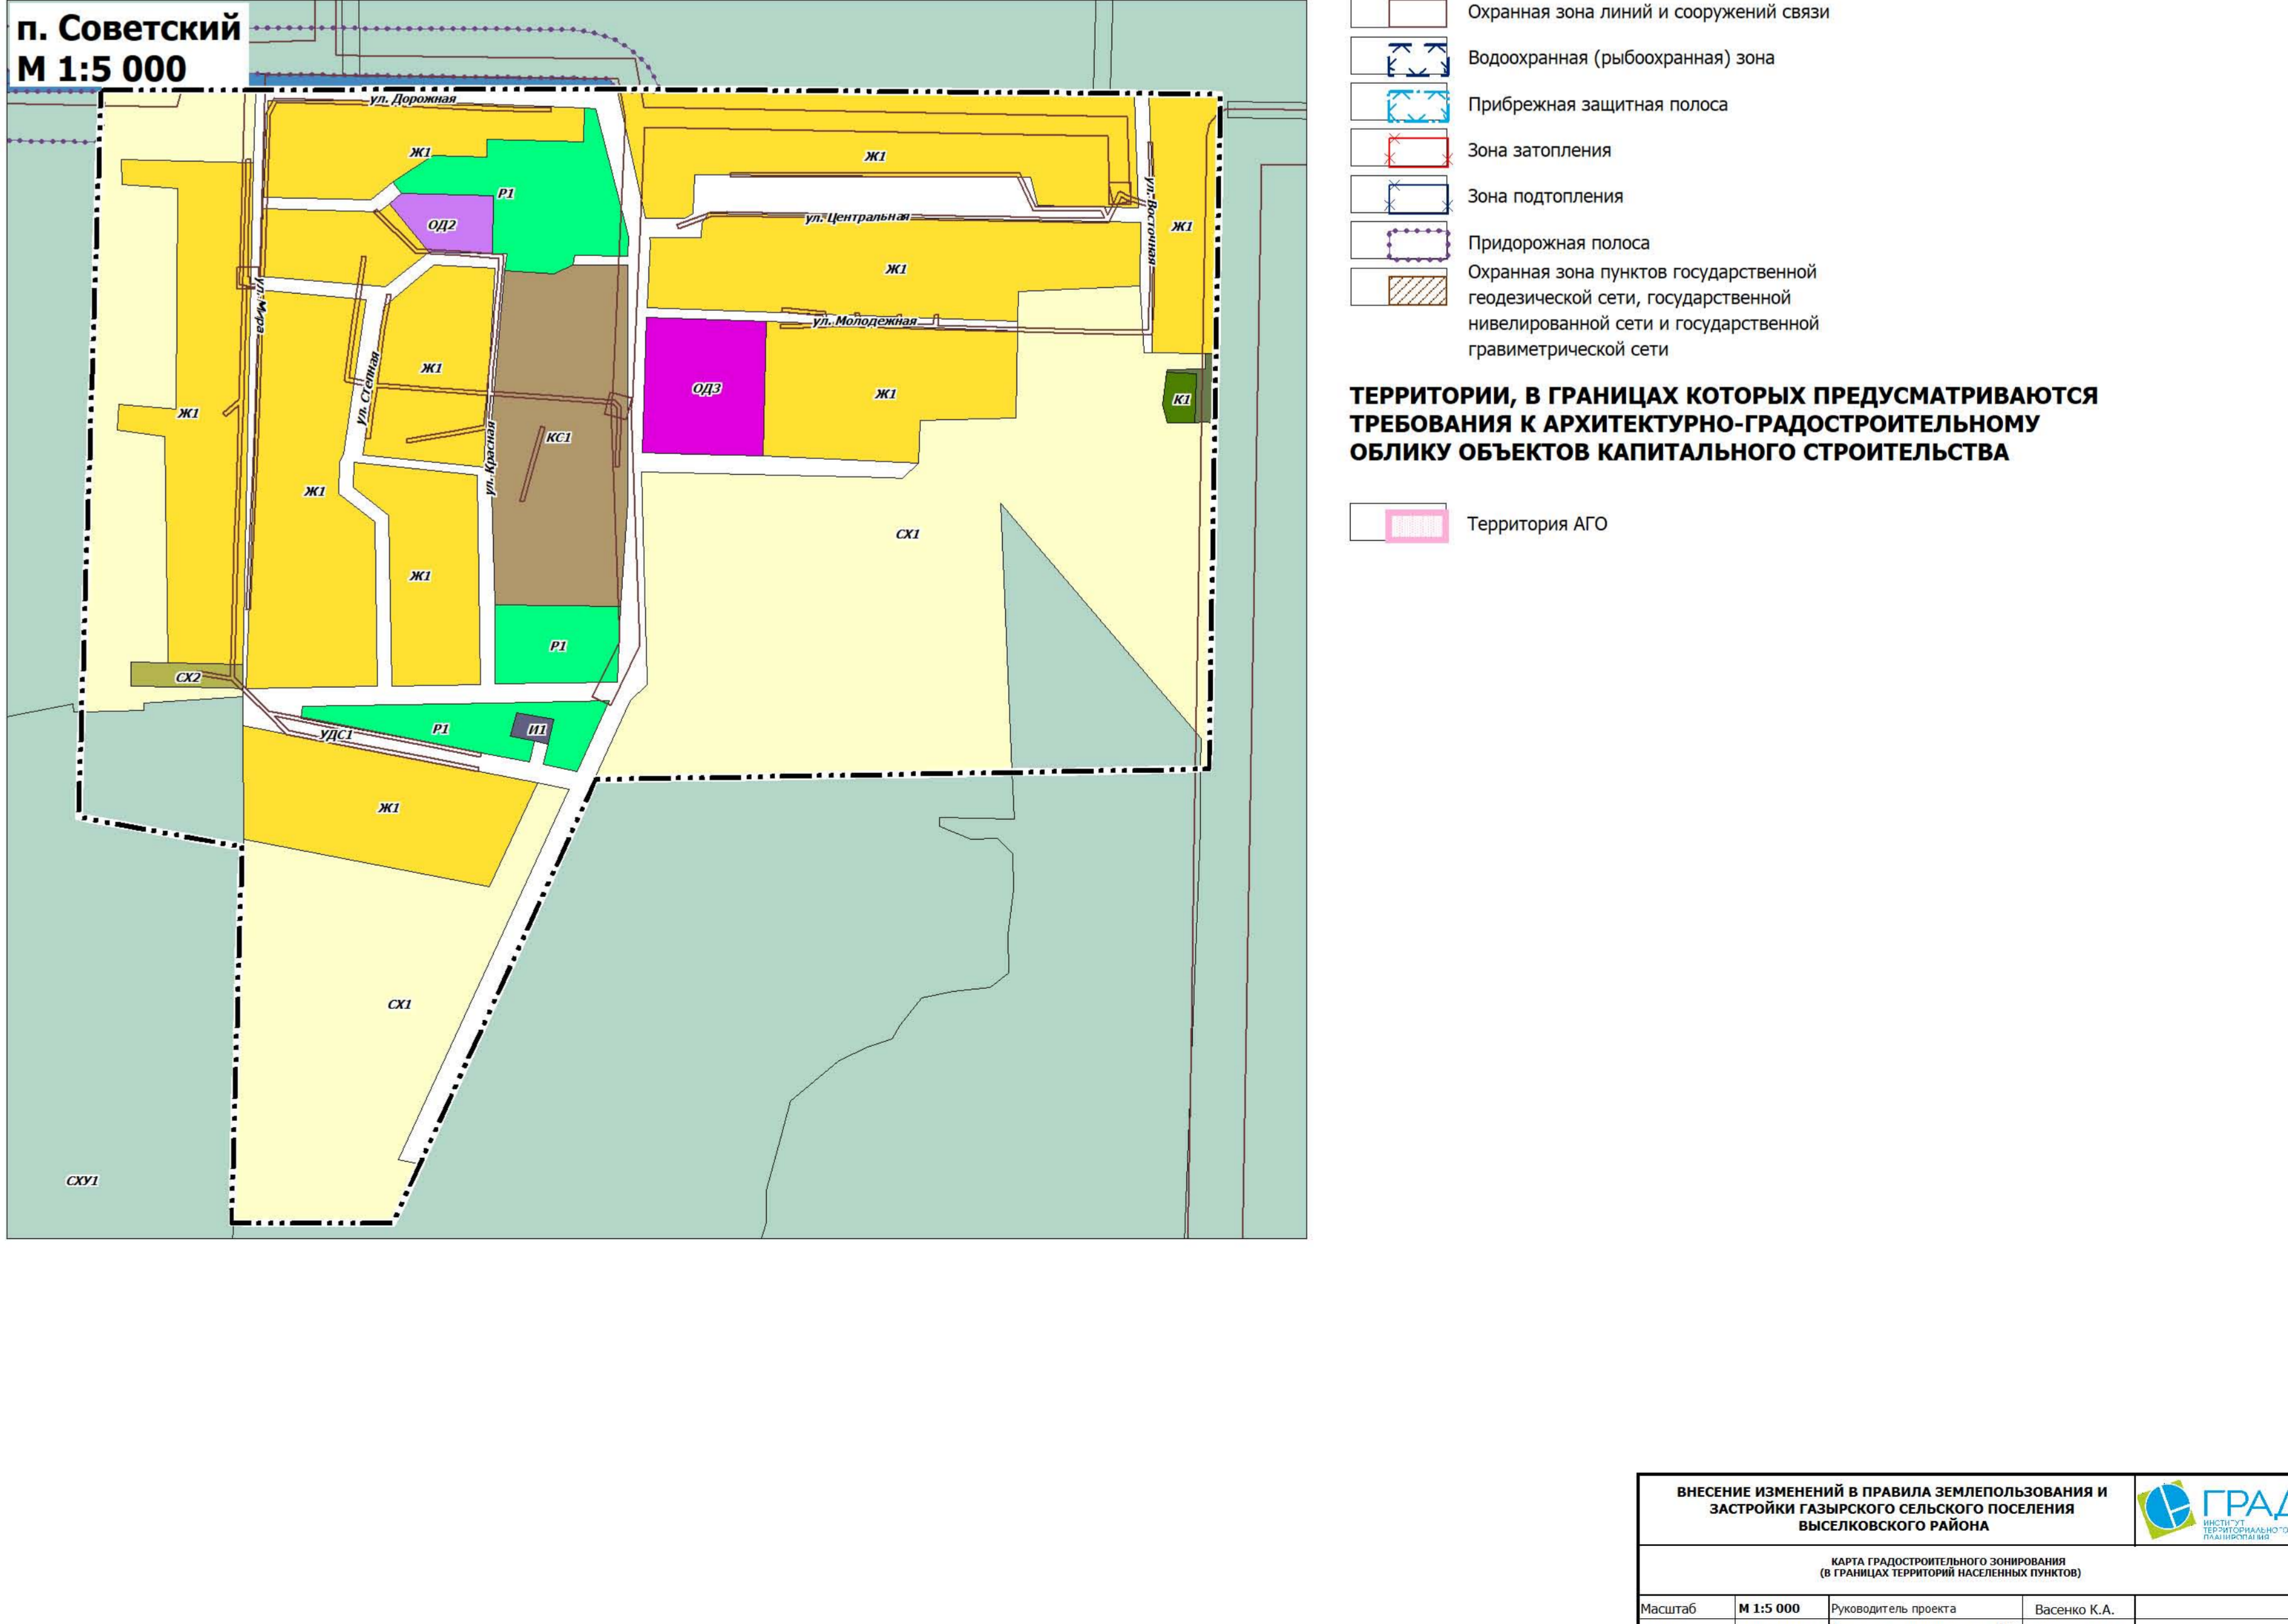 п. Советский
М 1:5 000
ул. Дорожная
Ж1
Ж1
Р1
ул. Центральная
ул. Восточная
Ж1
ОД2
Ж1
ул. Мира
ул. Молодежная
ул. Степная
Ж1
ОД3
Ж1
К1
Ж1
КС1
ул. Красная
Ж1
СХ1
Ж1
Р1
СХ2
Р1
И1
УДС1
Ж1
СХ1
СХУ1
Охранная зона линий и сооружений связи
Водоохранная (рыбоохранная) зона
Прибрежная защитная полоса
Зона затопления
Зона подтопления
Придорожная полоса
Охранная зона пунктов государственной
геодезической сети, государственной
нивелированной сети и государственной
гравиметрической сети
ТЕРРИТОРИИ, В ГРАНИЦАХ КОТОРЫХ ПРЕДУСМАТРИВАЮТСЯ
ТРЕБОВАНИЯ К АРХИТЕКТУРНО-ГРАДОСТРОИТЕЛЬНОМУ
ОБЛИКУ ОБЪЕКТОВ КАПИТАЛЬНОГО СТРОИТЕЛЬСТВА
Территория АГО
ВНЕСЕНИЕ ИЗМЕНЕНИЙ В ПРАВИЛА ЗЕМЛЕПОЛЬЗОВАНИЯ И
ЗАСТРОЙКИ ГАЗЫРСКОГО СЕЛЬСКОГО ПОСЕЛЕНИЯ
ВЫСЕЛКОВСКОГО РАЙОНА
ГРАД
ИНСТИТУТ
ТЕРРИТОРИАЛЬНОГО
ПЛАНИРОВАНИЯ
КАРТА ГРАДОСТРОИТЕЛЬНОГО ЗОНИРОВАНИЯ
(В ГРАНИЦАХ ТЕРРИТОРИЙ НАСЕЛЕННЫХ ПУНКТОВ)
Масштаб М 1:5 000 Руководитель проекта Васенко К.А.